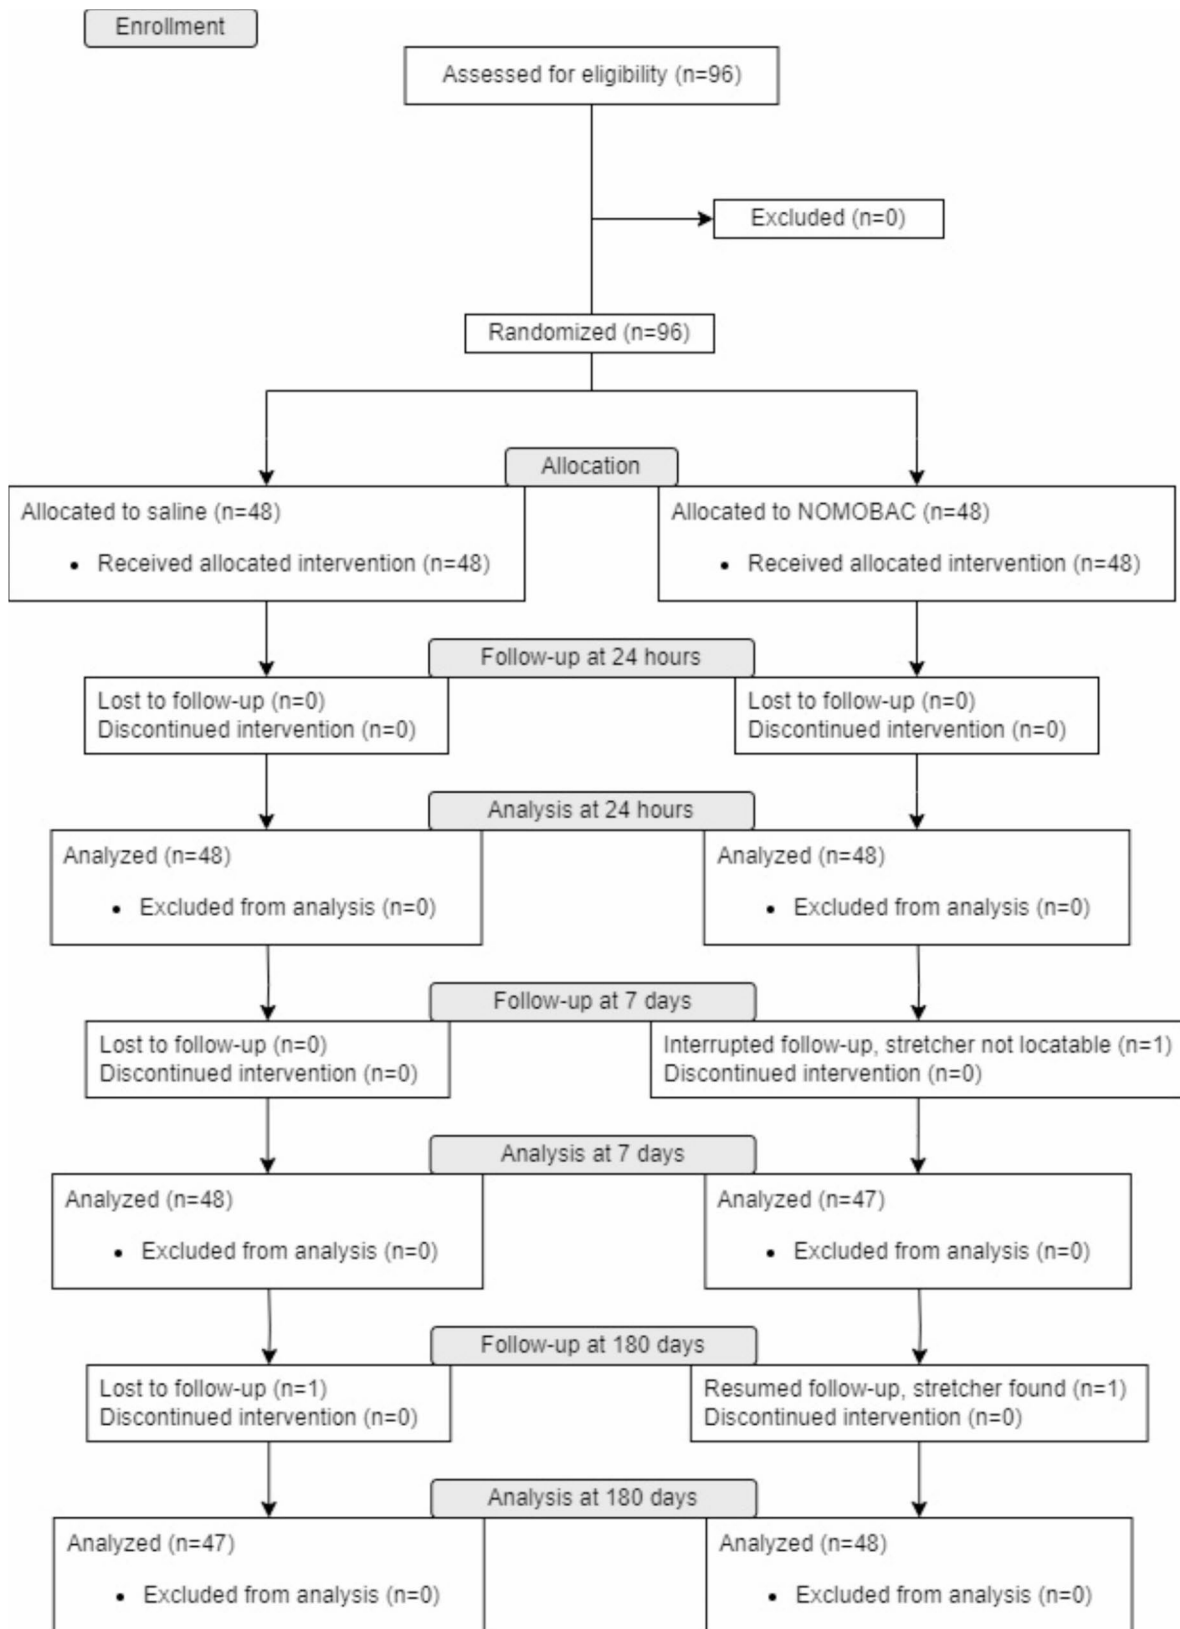 Enrollment
Assessed for eligibility (n=96)
Excluded (n=0)
Randomized (n=96)
Allocation
Allocated to saline (n=48)
• Received allocated intervention (n=48)
Allocated to NOMOBAC (n=48)
• Received allocated intervention (n=48)
Follow-up at 24 hours
Lost to follow-up (n=0)
Discontinued intervention (n=0)
Lost to follow-up (n=0)
Discontinued intervention (n=0)
Analysis at 24 hours
Analyzed (n=48)
• Excluded from analysis (n=0)
Analyzed (n=48)
• Excluded from analysis (n=0)
Follow-up at 7 days
Lost to follow-up (n=0)
Discontinued intervention (n=0)
Interrupted follow-up, stretcher not locatable (n=1)
Discontinued intervention (n=0)
Analysis at 7 days
Analyzed (n=48)
• Excluded from analysis (n=0)
Analyzed (n=47)
• Excluded from analysis (n=0)
Follow-up at 180 days
Lost to follow-up (n=1)
Discontinued intervention (n=0)
Resumed follow-up, stretcher found (n=1)
Discontinued intervention (n=0)
Analysis at 180 days
Analyzed (n=47)
• Excluded from analysis (n=0)
Analyzed (n=48)
• Excluded from analysis (n=0)